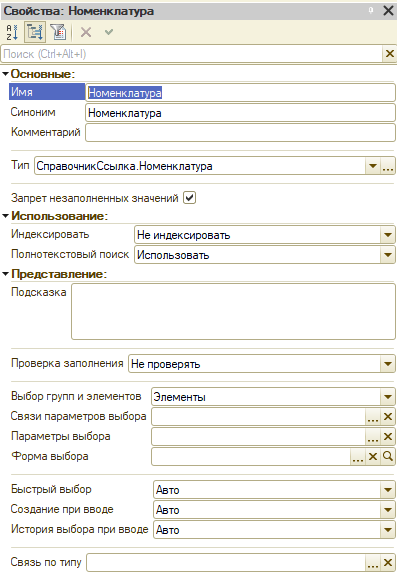 Свойства: Номенклатура
Поиск (Ctrl+Alt+I)
Основные:
Имя Номенклатура
Синоним Номенклатура
Комментарий
Тип СправочникСсылка.Номенклатура ...
Запрет незаполненных значений
Использование:
Индексировать Не индексировать
Полнотекстовый поиск Использовать
Представление:
Подсказка
Проверка заполнения Не проверять
Выбор групп и элементов Элементы
Связи параметров выбора ...
Параметры выбора ...
Форма выбора ...
Быстрый выбор Авто
Создание при вводе Авто
История выбора при вводе Авто
Связь по типу ...